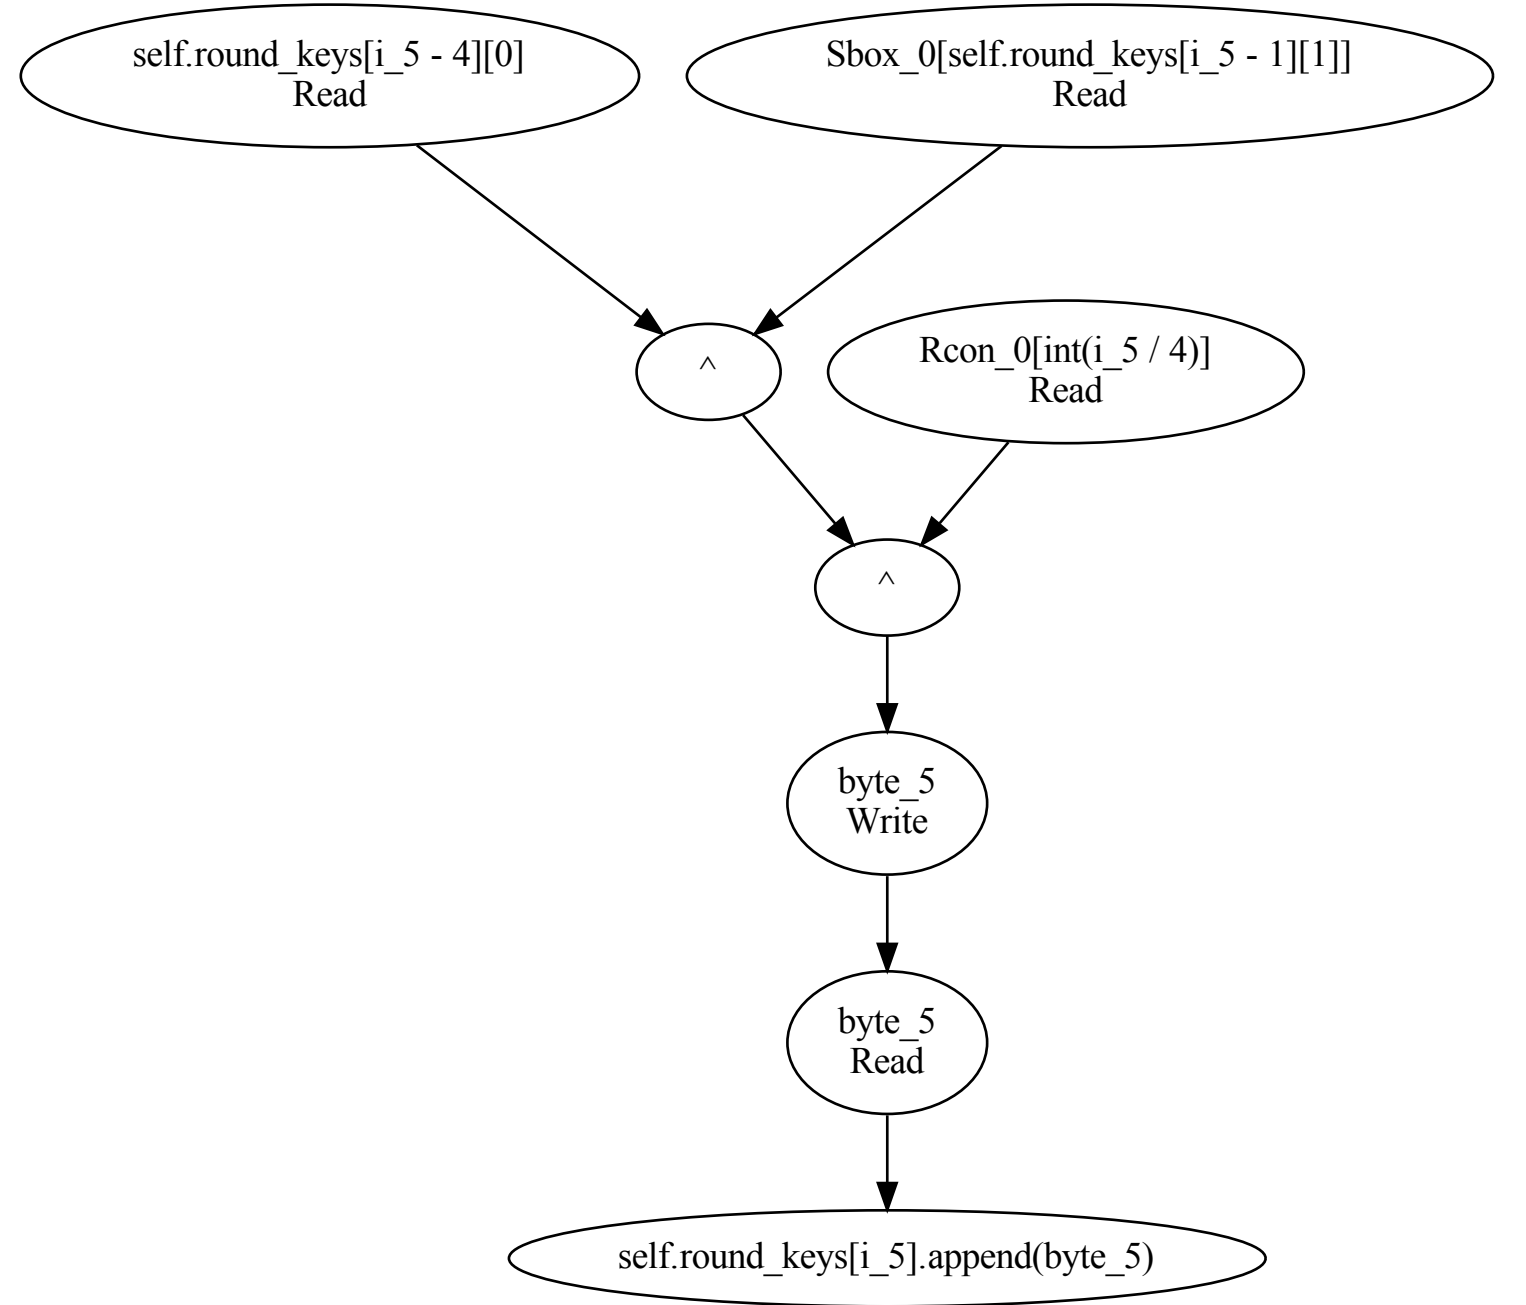 self.round_keys[i_5 - 4][0]
Read
Sbox_0[self.round_keys[i_5 - 1][1]]
Read
^
Rcon_0[int(i_5 / 4)]
Read
^
byte_5
Write
byte_5
Read
self.round_keys[i_5].append(byte_5)